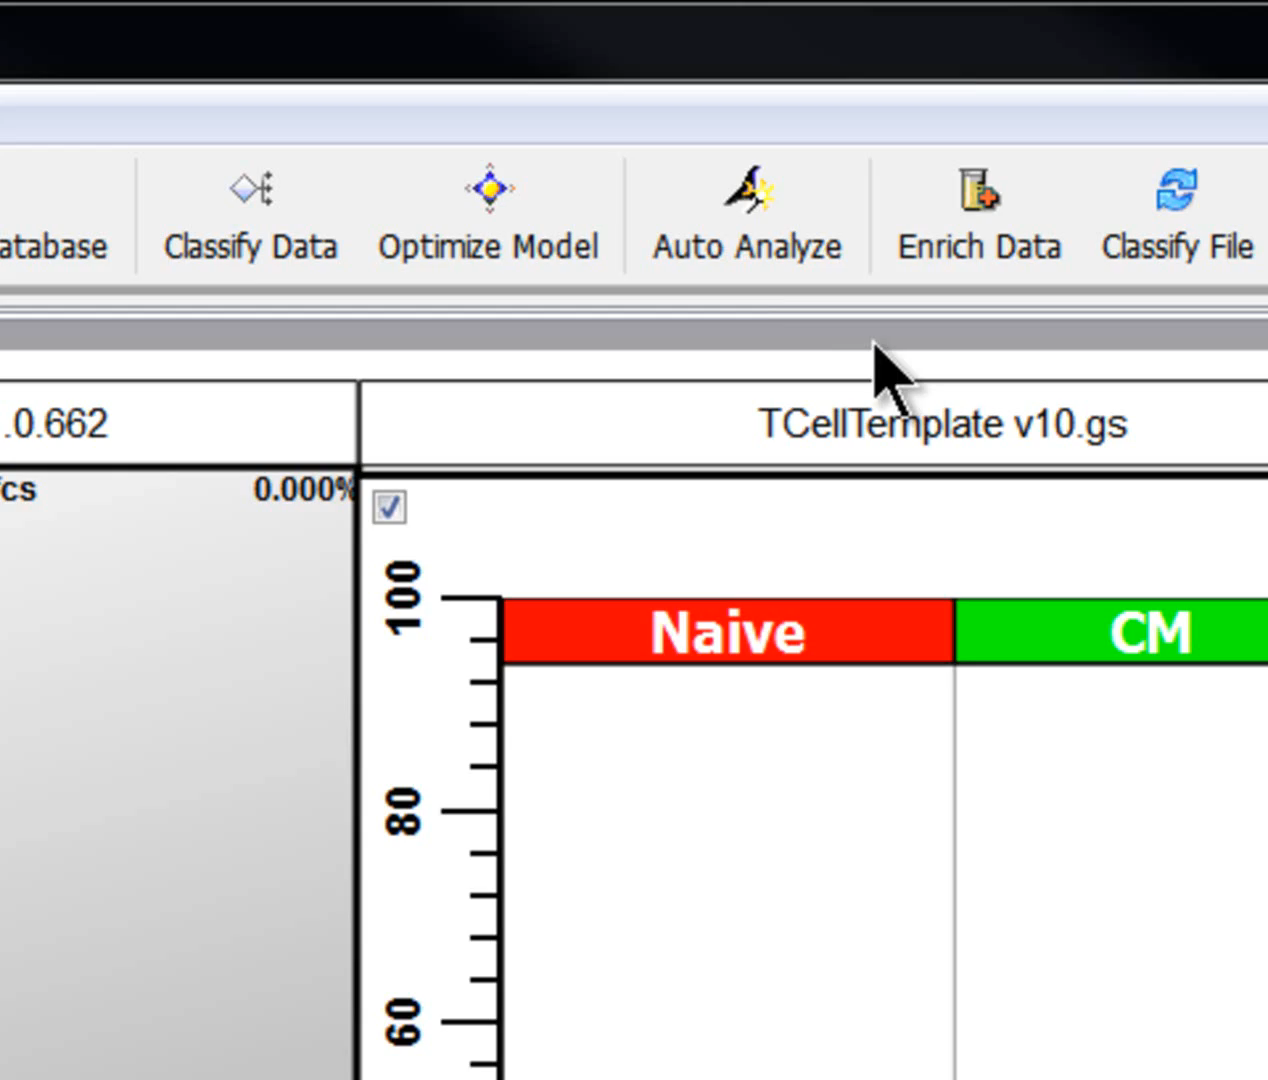 atabase Classify Data Optimize Model Auto Analyze Enrich Data Classify File
.0.662 TCellTemplate v10.gs
cs 0.000%
100
Naive CM
80
60